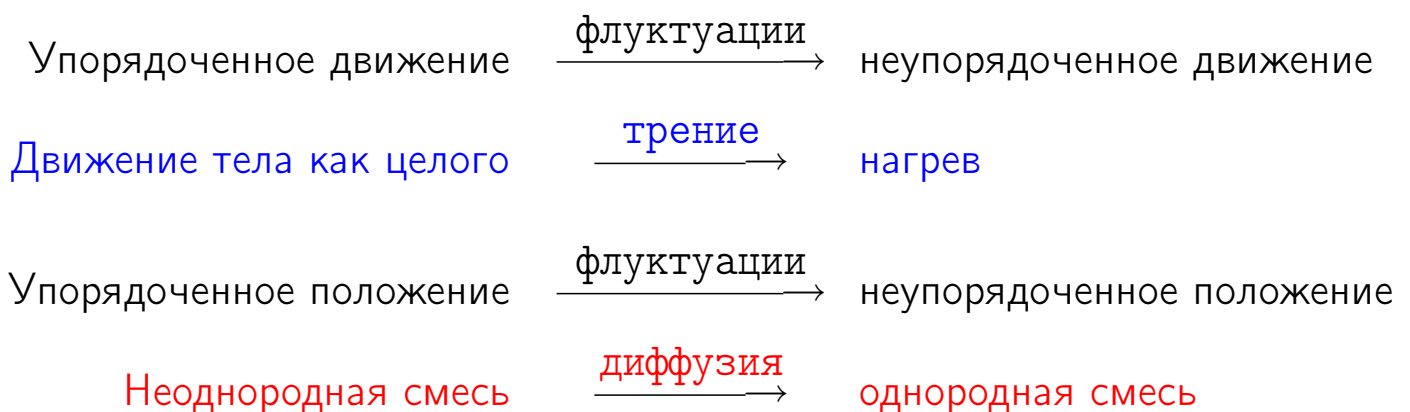 флуктуации
Упорядоченное движение ⟶ неупорядоченное движение
трение
Движение тела как целого ⟶ нагрев
флуктуации
Упорядоченное положение ⟶ неупорядоченное положение
диффузия
Неоднородная смесь ⟶ однородная смесь